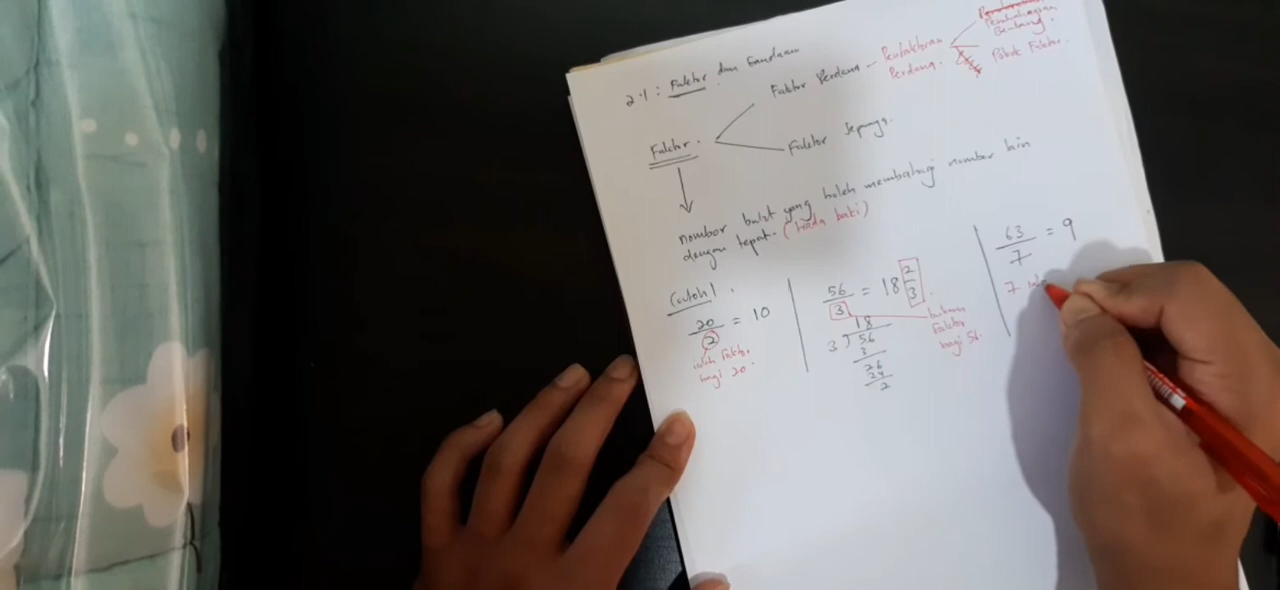 2.1 : Faktor dan Gandaan
Faktor.
Faktor Perdana - Pemfaktoran
Perdana.
Pembahagian
Berulang.
Pokok Faktor.
Faktor Sepunya.
nombor bulat yang boleh membahagi nombor lain
dengan tepat. (tiada baki)
Contoh 1.
20
2
= 10
ialah Faktor
bagi 20.
56
3
= 18 2
3
18
3 56
3
26
24
2
bukan
Faktor
bagi 56.
63
7
= 9
7